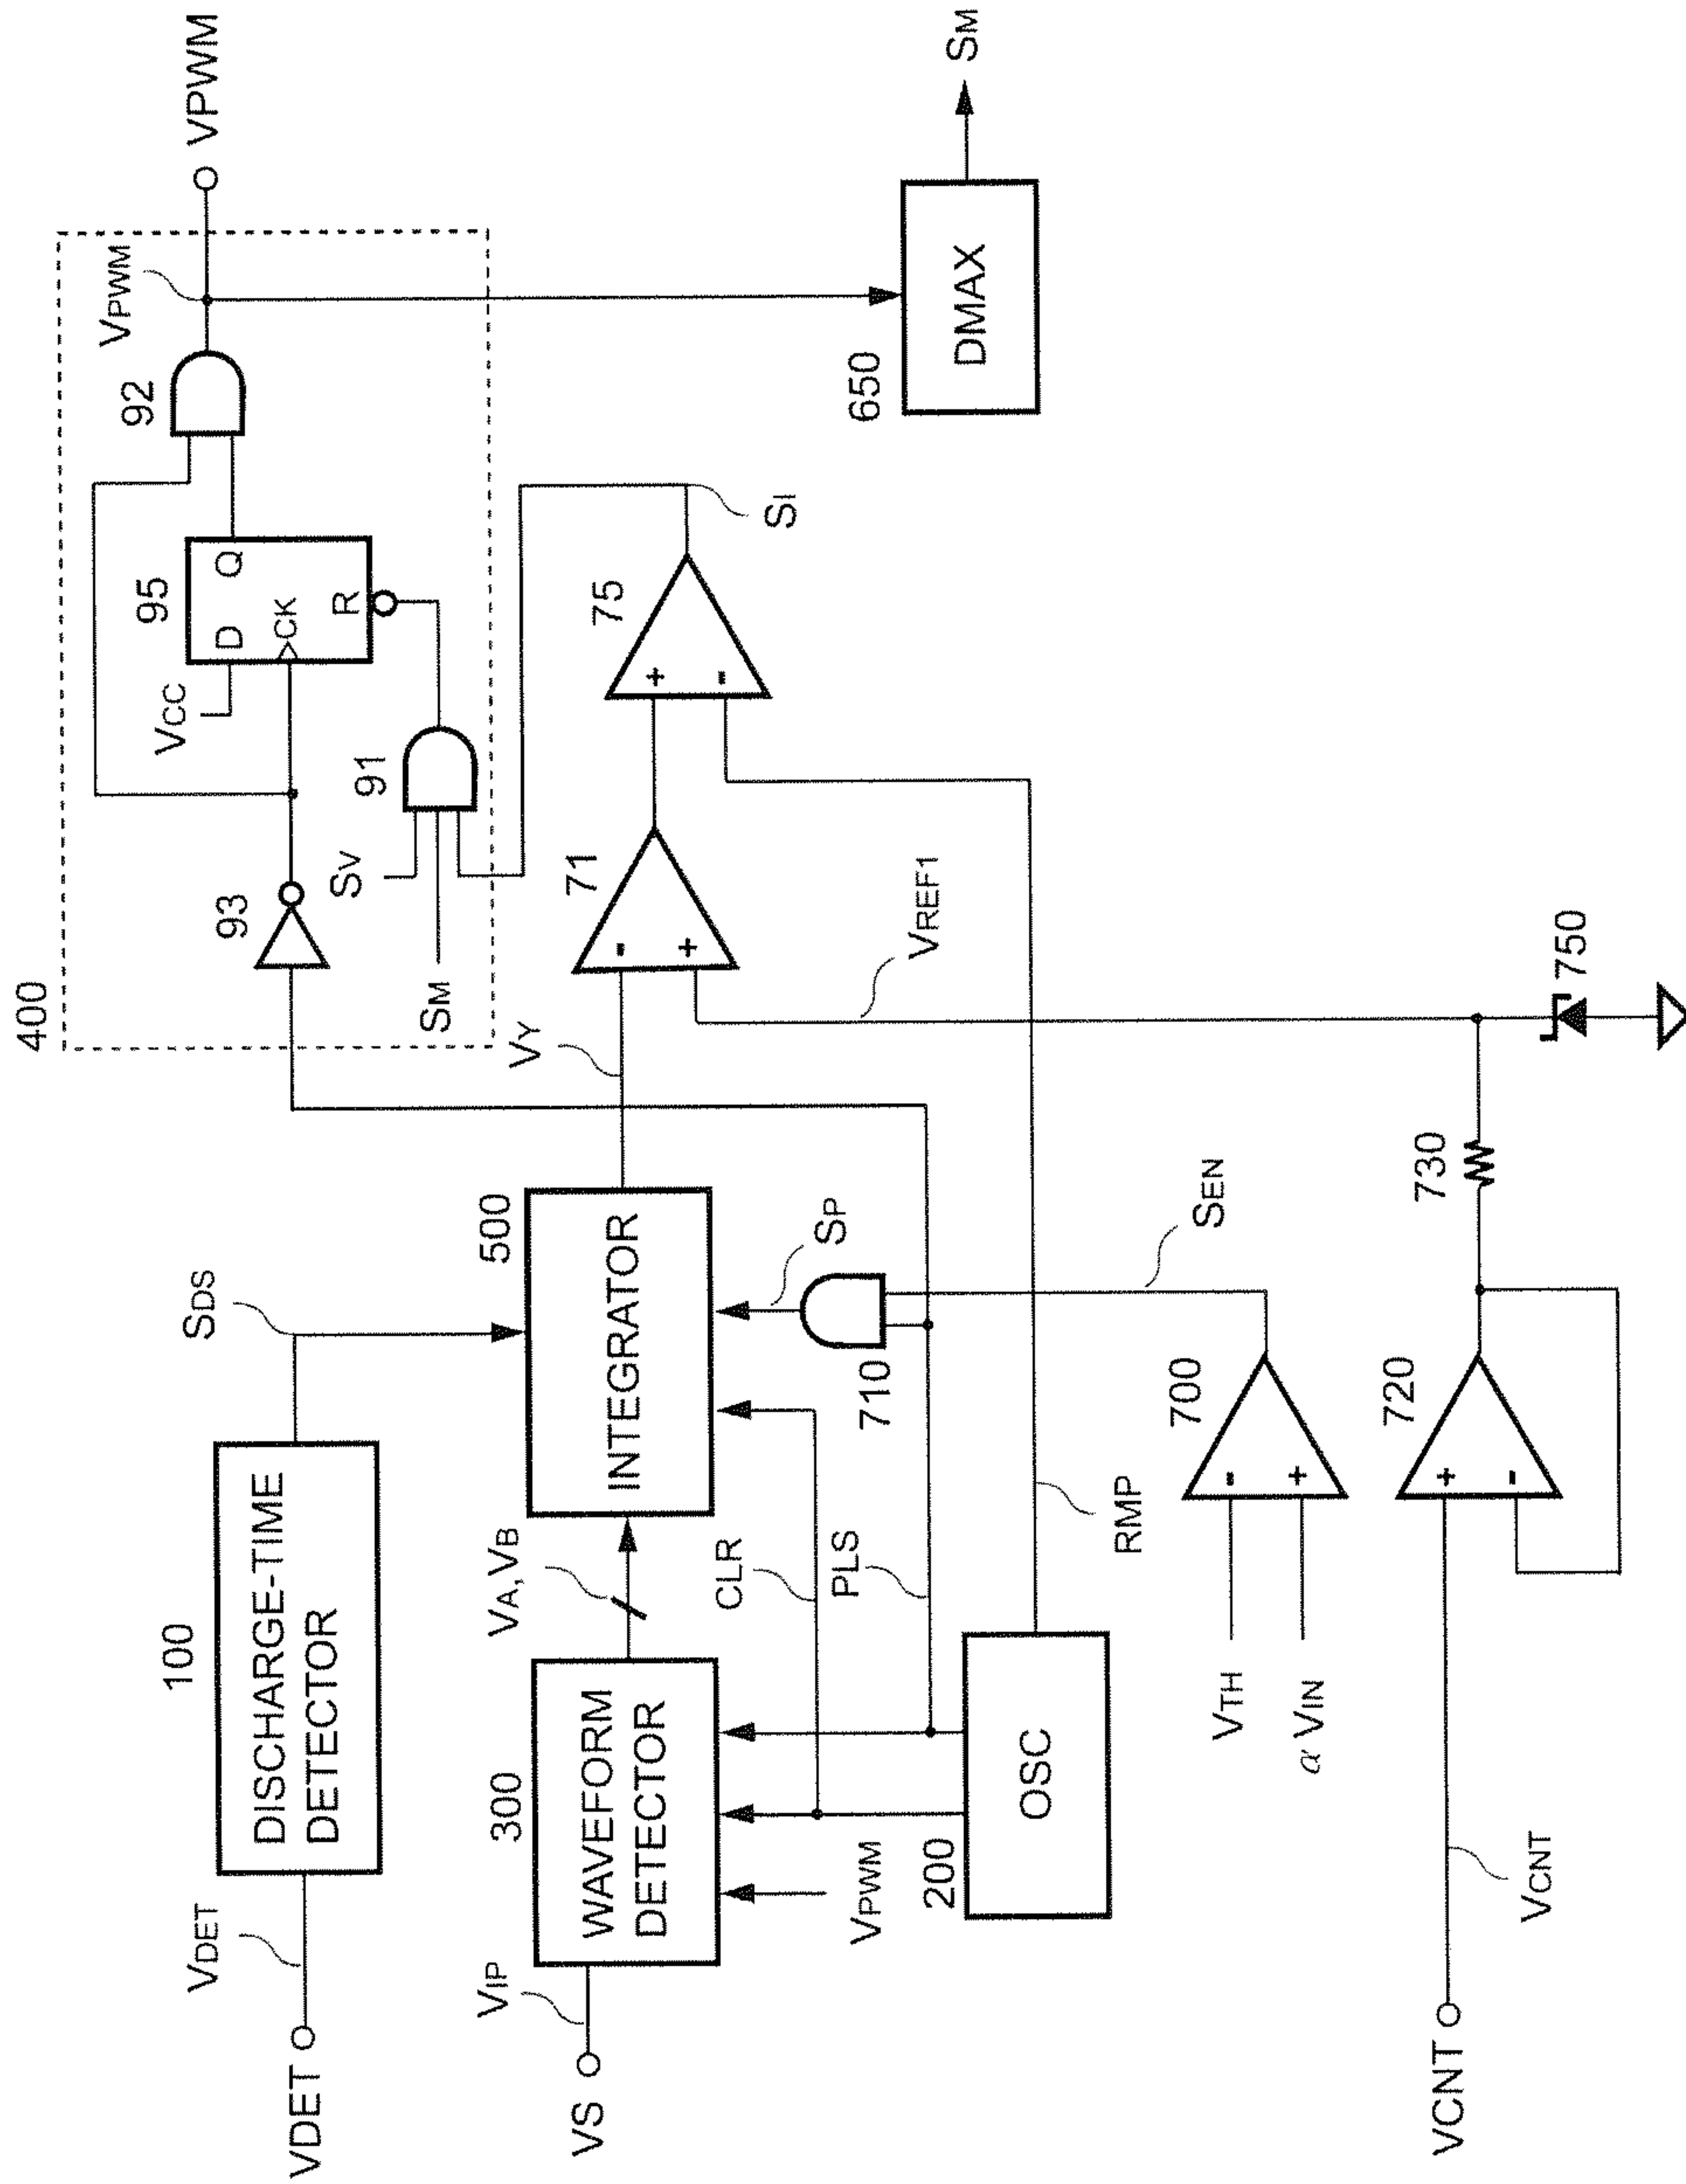 400
VPWM
VPWM
92
95
D
Q
CK
R
VCC
93
91
SV
SM
SDS
100
DISCHARGE-TIME
DETECTOR
VDET
VDET
500
INTEGRATOR
VY
71
-
+
75
+
-
SI
650
DMAX
SM
VREF1
VA,VB
300
WAVEFORM
DETECTOR
VIP
VS
CLR
PLS
SP
710
SEN
VPWM
200
OSC
RMP
700
-
+
VTH
α VIN
720
+
-
730
750
VCNT
VCNT